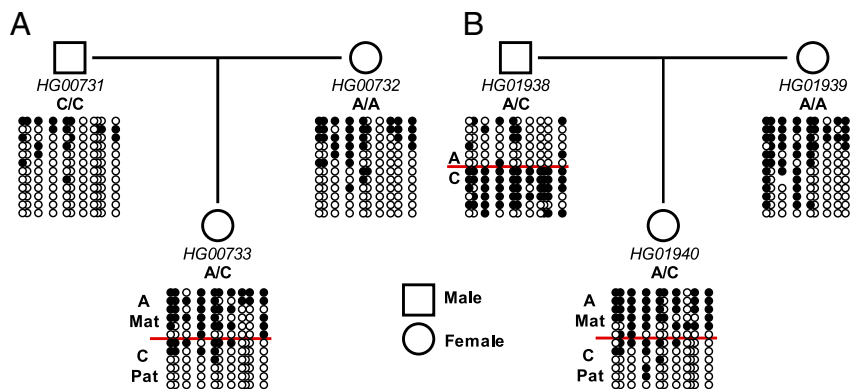 A
B
HG00731
C/C
HG00732
A/A
HG01938
A/C
HG01939
A/A
A
C
HG00733
A/C
HG01940
A/C
A
Mat
C
Pat
Male
Female
A
Mat
C
Pat